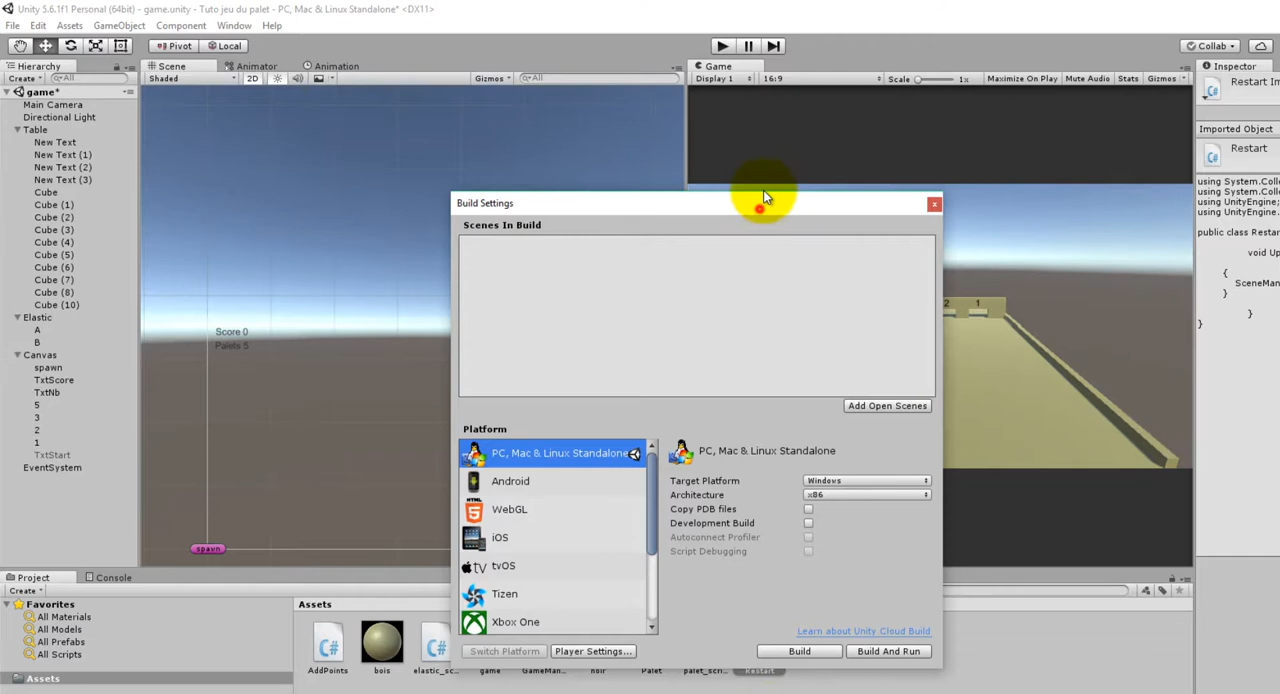 Unity 5.6.1f1 Personal (64bit) - game.unity - Tuto jeu du palet - PC, Mac & Linux Standalone* <DX11>
File Edit Assets GameObject Component Window Help
Pivot Local Collab
Hierarchy
Create All
game*
Main Camera
Directional Light
Table
New Text
New Text (1)
New Text (2)
New Text (3)
Cube
Cube (1)
Cube (2)
Cube (3)
Cube (4)
Cube (5)
Cube (6)
Cube (7)
Cube (8)
Cube (10)
Elastic
A
B
Canvas
spawn
TxtScore
TxtNb
5
3
2
1
TxtStart
EventSystem
Scene Animator Animation
Shaded 2D Gizmos All
Score 0
Palets 5
spawn
Game
Display 1 16:9 Scale 1x Maximize On Play Mute Audio Stats Gizmos
2 1
Build Settings
Scenes In Build
Add Open Scenes
Platform
PC, Mac & Linux Standalone
Android
WebGL
iOS
tvOS
Tizen
Xbox One
PC, Mac & Linux Standalone
Target Platform Windows
Architecture x86
Copy PDB files
Development Build
Autoconnect Profiler
Script Debugging
Learn about Unity Cloud Build
Switch Platform Player Settings... Build Build And Run
Inspector
Restart Im
Imported Object
Restart
using System.Coll
using System.Coll
using UnityEngine;
using UnityEngine.
public class Restar
void Up
{
SceneMan
}
}
}
Project Console
Create
Favorites
All Materials
All Models
All Prefabs
All Scripts
Assets
Assets
AddPoints bois elastic_sc... game GameMan... noir Palet palet_scri... Restart